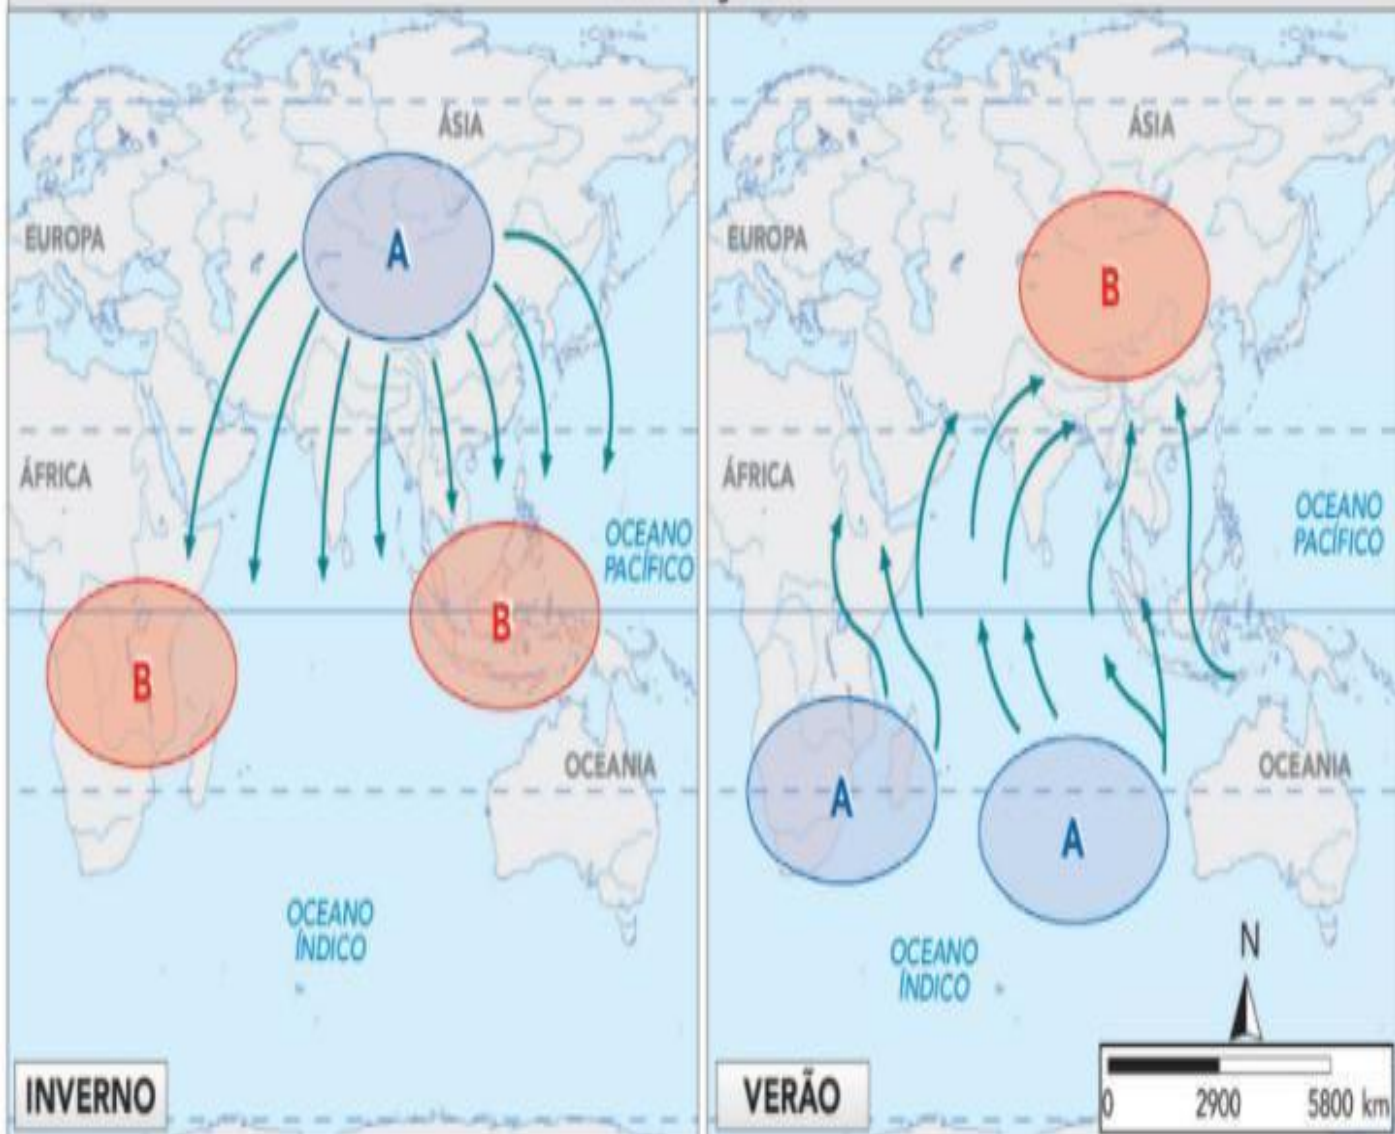 ÁSIA
EUROPA
A
ÁFRICA
OCEANO
PACÍFICO
B
B
OCEANIA
OCEANO
ÍNDICO
INVERNO
ÁSIA
EUROPA
B
ÁFRICA
OCEANO
PACÍFICO
OCEANIA
A
A
OCEANO
ÍNDICO
N
VERÃO
0 2900 5800 km